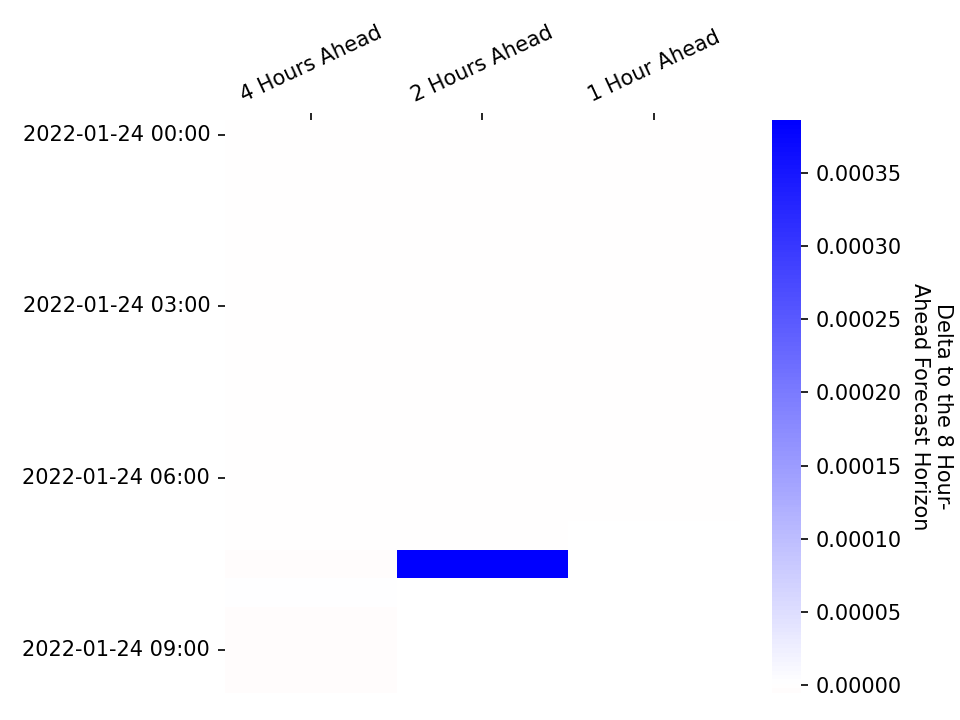 4 Hours Ahead
2 Hours Ahead
1 Hour Ahead
2022-01-24 00:00
2022-01-24 03:00
2022-01-24 06:00
2022-01-24 09:00
0.00035
0.00030
0.00025
0.00020
0.00015
0.00010
0.00005
0.00000
Delta to the 8 Hour-
Ahead Forecast Horizon